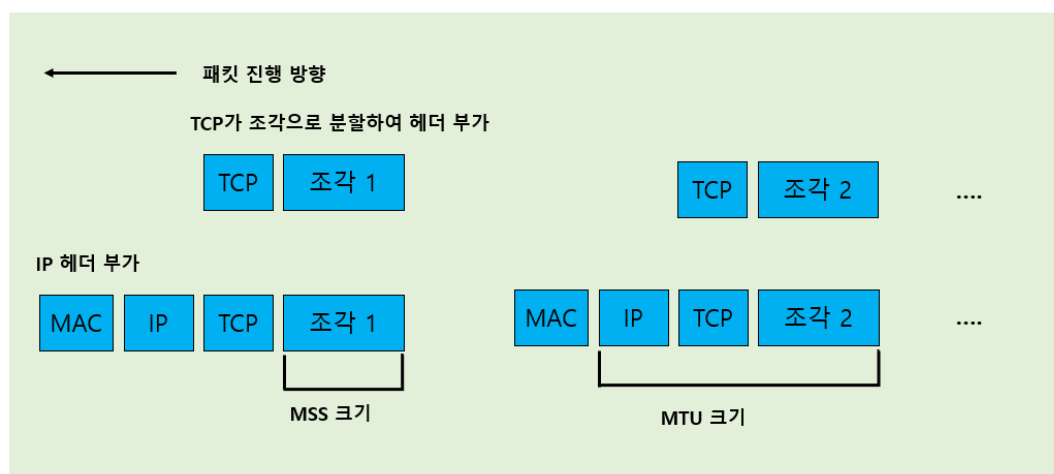 패킷 진행 방향
TCP가 조각으로 분할하여 헤더 부가
TCP 조각 1 TCP 조각 2 ....
IP 헤더 부가
MAC IP TCP 조각 1 MAC IP TCP 조각 2 ....
MSS 크기 MTU 크기